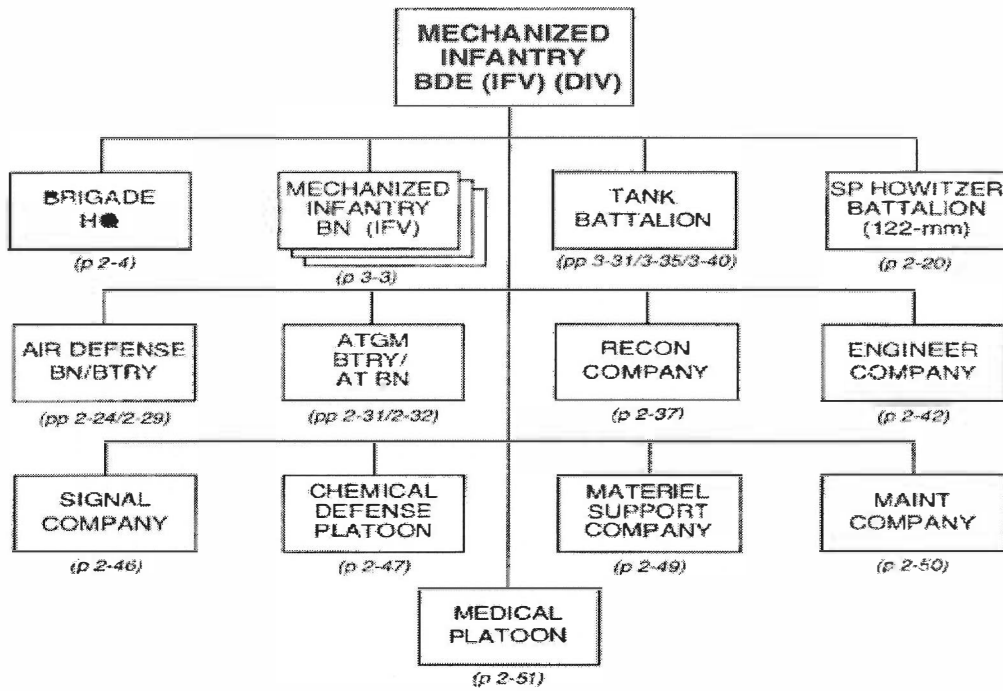 MECHANIZED
INFANTRY
BDE (IFV) (DIV)
BRIGADE
HQ
(p 2-4)
MECHANIZED
INFANTRY
BN (IFV)
(p 3-3)
TANK
BATTALION
(pp 3-31/3-35/3-40)
SP HOWITZER
BATTALION
(122-mm)
(p 2-20)
AIR DEFENSE
BN/BTRY
(pp 2-24/2-29)
ATGM
BTRY/
AT BN
(pp 2-31/2-32)
RECON
COMPANY
(p 2-37)
ENGINEER
COMPANY
(p 2-42)
SIGNAL
COMPANY
(p 2-46)
CHEMICAL
DEFENSE
PLATOON
(p 2-47)
MATERIEL
SUPPORT
COMPANY
(p 2-49)
MAINT
COMPANY
(p 2-50)
MEDICAL
PLATOON
(p 2-51)